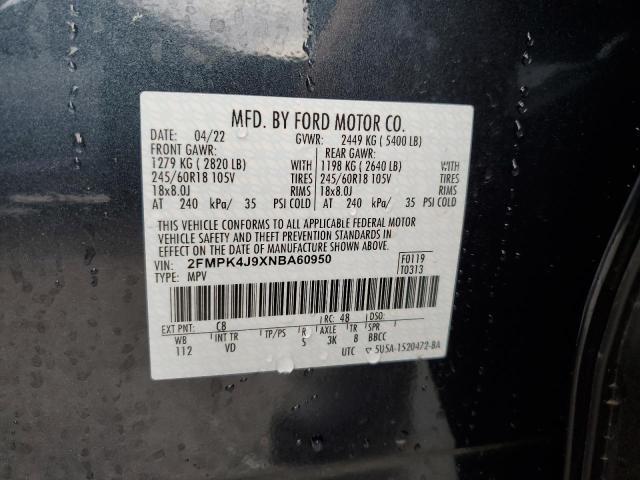 MFD. BY FORD MOTOR CO.
DATE: 04/22 GVWR: 2449 KG ( 5400 LB)
FRONT GAWR: REAR GAWR:
1279 KG ( 2820 LB) WITH 1198 KG ( 2640 LB) WITH
245/60R18 105V TIRES 245/60R18 105V TIRES
18x8.0J RIMS 18x8.0J RIMS
AT 240 kPa/ 35 PSI COLD AT 240 kPa/ 35 PSI COLD
THIS VEHICLE CONFORMS TO ALL APPLICABLE FEDERAL MOTOR
VEHICLE SAFETY AND THEFT PREVENTION STANDARDS IN
EFFECT ON THE DATE OF MANUFACTURE SHOWN ABOVE.
VIN: 2FMPK4J9XNBA60950 F0119
TYPE: MPV T0313
EXT PNT: C8 RC: 48 DSO:
WB INT TR TP/PS R AXLE TR SPR
112 VD 5 3K 8 BBCC
UTC 5U5A-1520472-BA